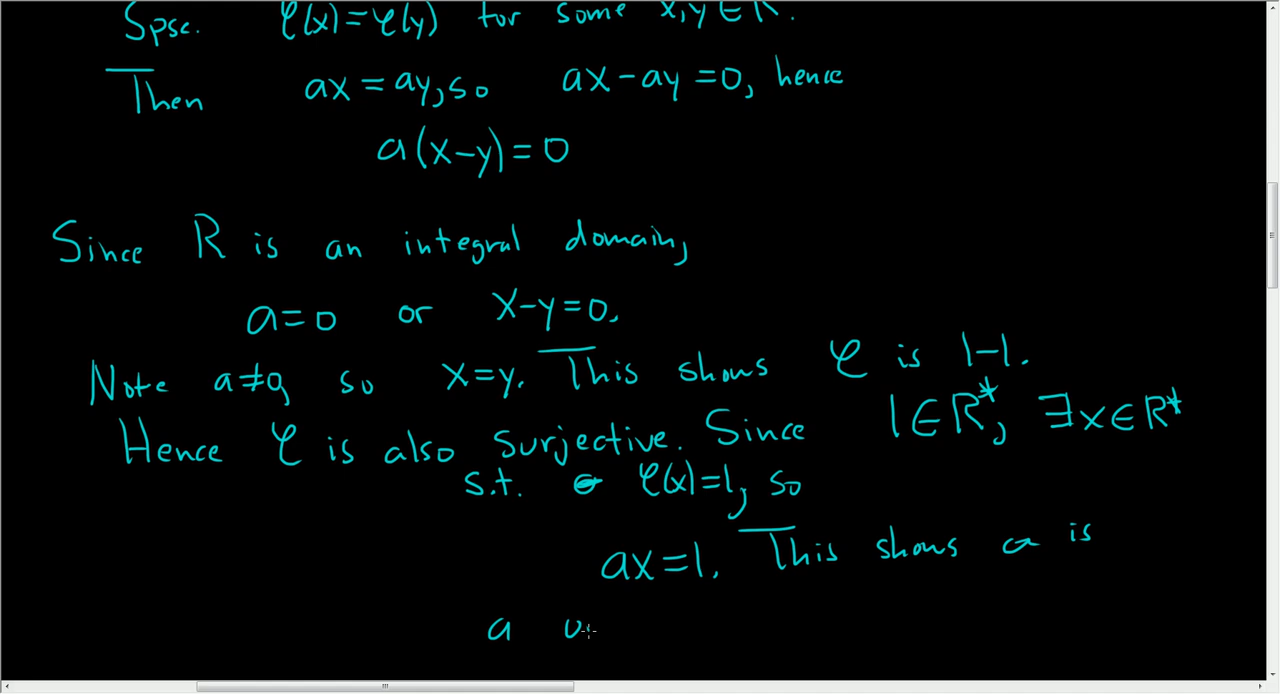 Spse. φ(x)=φ(y) for some x,y ∈ R.
Then ax = ay, so ax-ay=0, hence
a(x-y)=0
Since R is an integral domain,
a=0 or x-y=0.
Note a≠0, so x=y. This shows φ is 1-1.
Hence φ is also surjective. Since 1∈R*, ∃x∈R*
s.t. φ(x)=1, so
ax=1. This shows a is
a